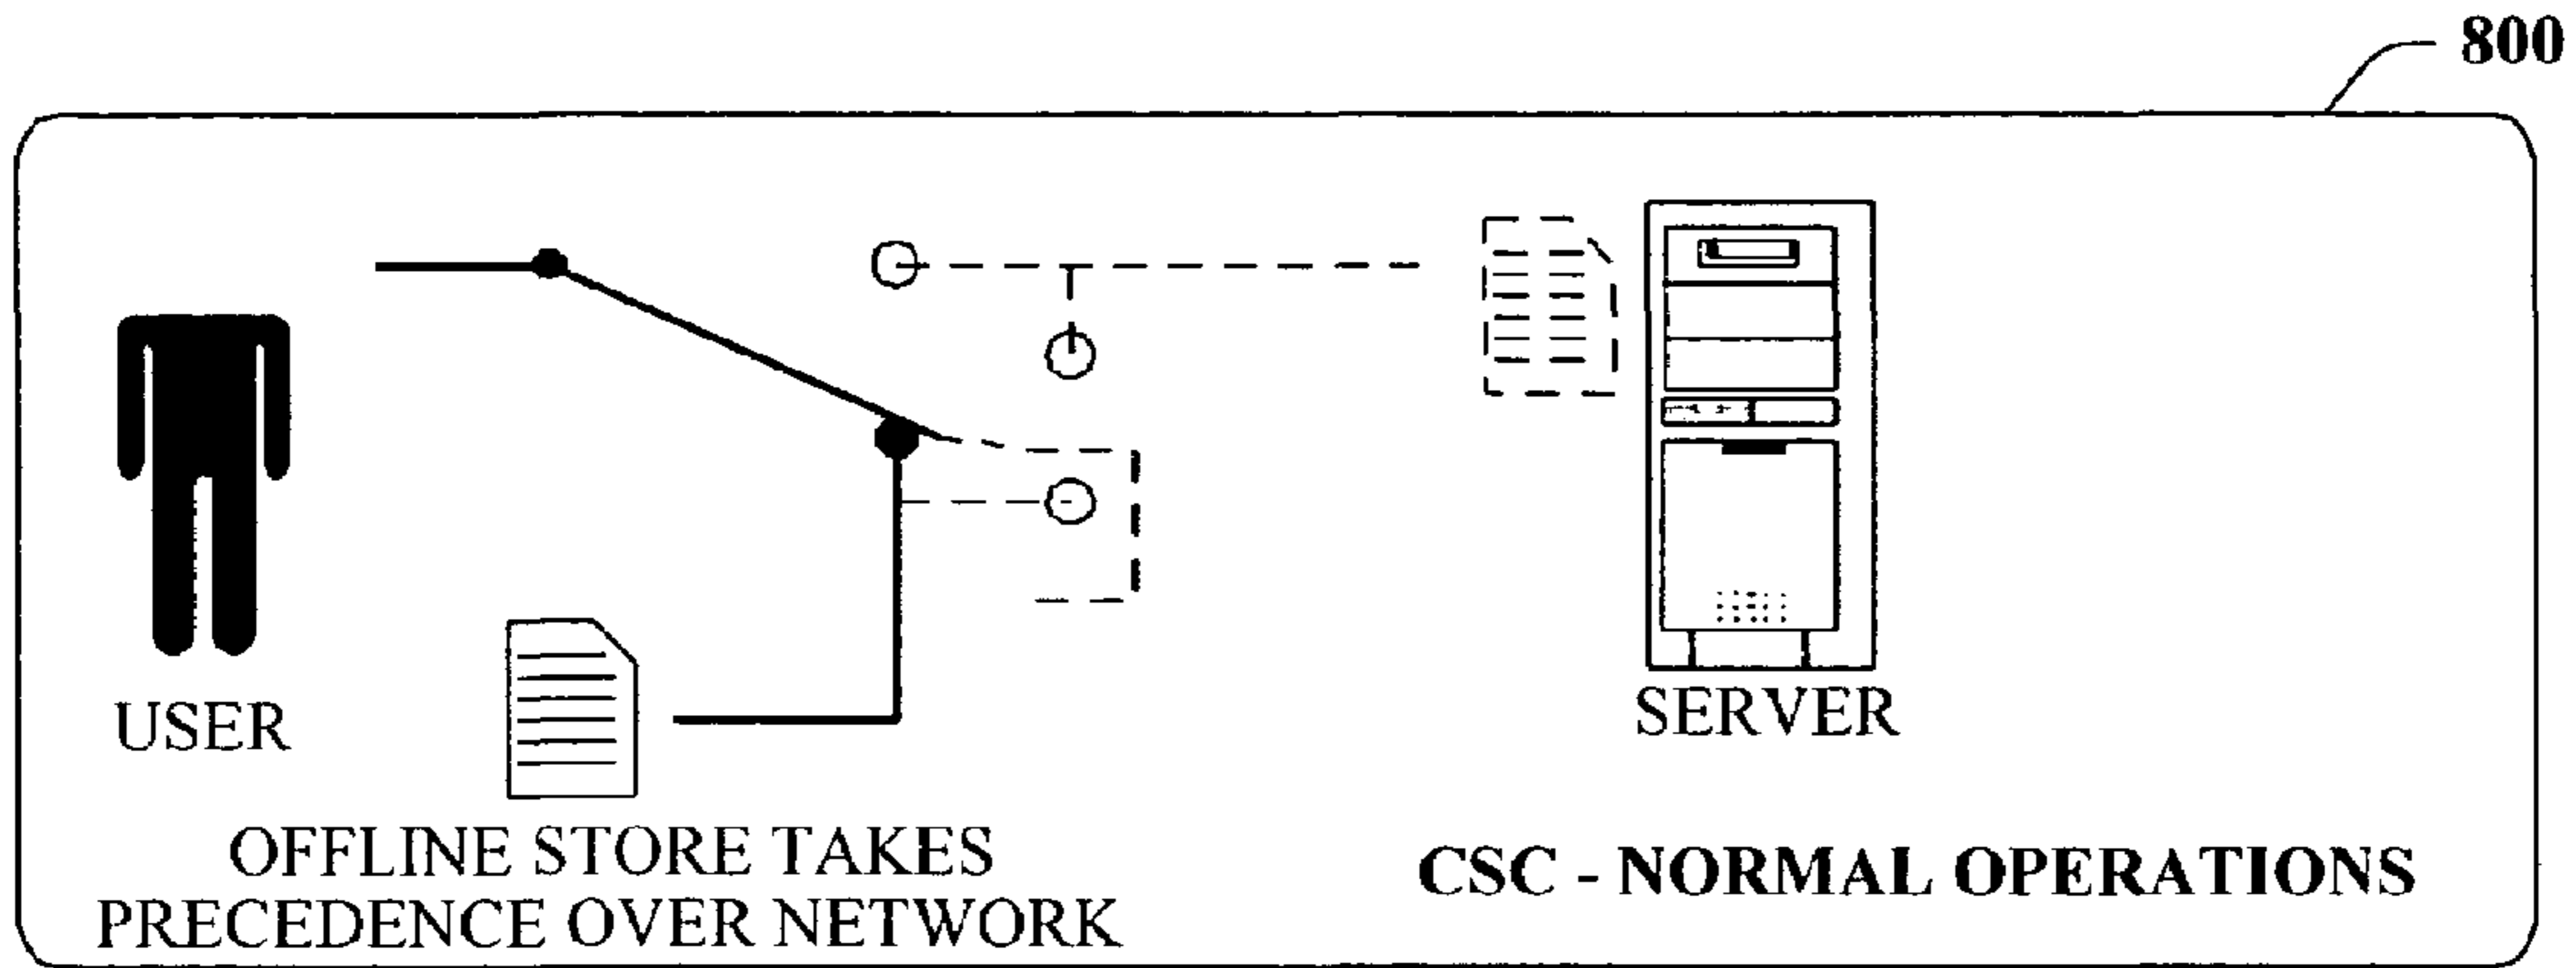 800
USER
SERVER
OFFLINE STORE TAKES
PRECEDENCE OVER NETWORK
CSC - NORMAL OPERATIONS